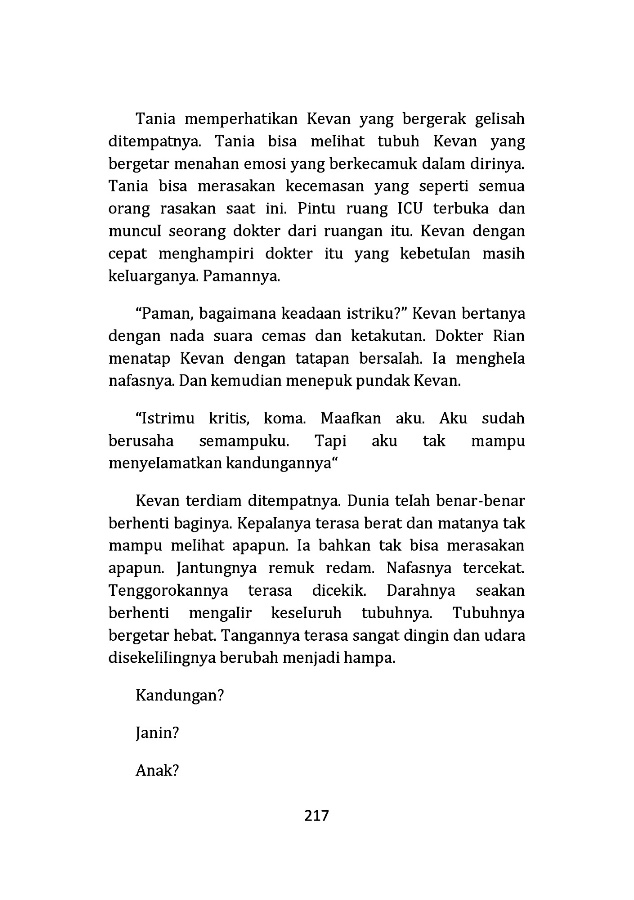 Tania memperhatikan Kevan yang bergerak gelisah
ditempatnya. Tania bisa melihat tubuh Kevan yang
bergetar menahan emosi yang berkecamuk dalam dirinya.
Tania bisa merasakan kecemasan yang seperti semua
orang rasakan saat ini. Pintu ruang ICU terbuka dan
muncul seorang dokter dari ruangan itu. Kevan dengan
cepat menghampiri dokter itu yang kebetulan masih
keluarganya. Pamannya.
“Paman, bagaimana keadaan istriku?” Kevan bertanya
dengan nada suara cemas dan ketakutan. Dokter Rian
menatap Kevan dengan tatapan bersalah. Ia menghela
nafasnya. Dan kemudian menepuk pundak Kevan.
“Istrimu kritis, koma. Maafkan aku. Aku sudah
berusaha semampuku. Tapi aku tak mampu
menyelamatkan kandungannya“
Kevan terdiam ditempatnya. Dunia telah benar-benar
berhenti baginya. Kepalanya terasa berat dan matanya tak
mampu melihat apapun. Ia bahkan tak bisa merasakan
apapun. Jantungnya remuk redam. Nafasnya tercekat.
Tenggorokannya terasa dicekik. Darahnya seakan
berhenti mengalir keseluruh tubuhnya. Tubuhnya
bergetar hebat. Tangannya terasa sangat dingin dan udara
disekelilingnya berubah menjadi hampa.
Kandungan?
Janin?
Anak?
217